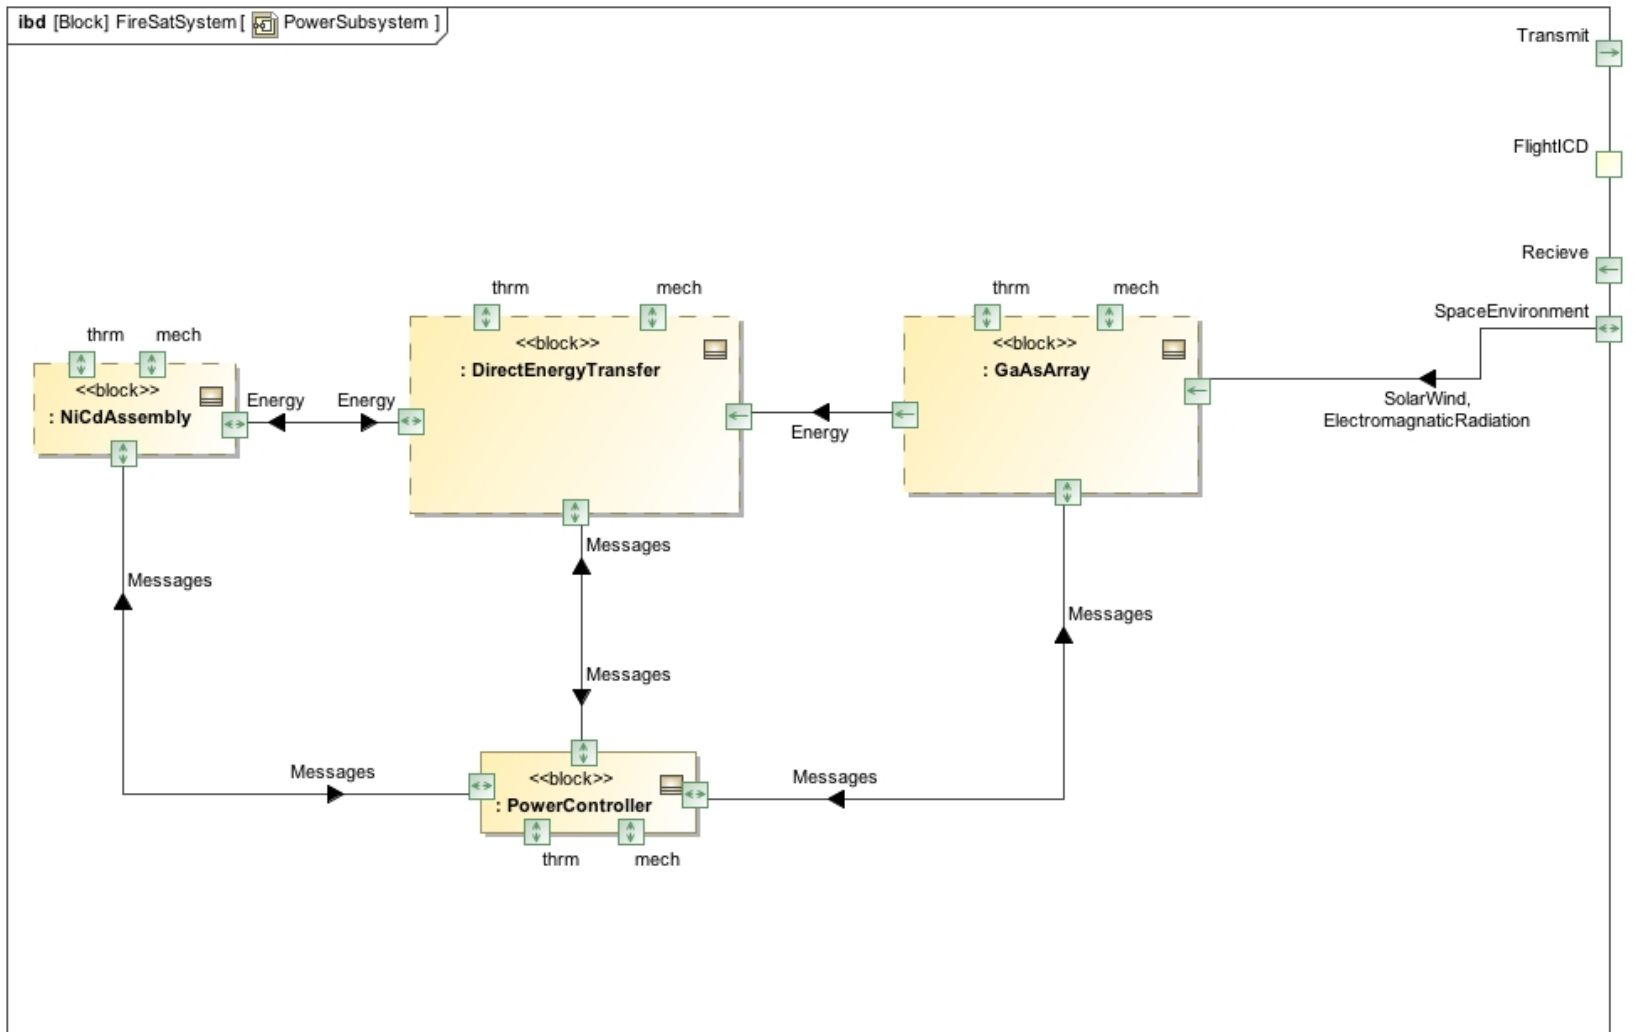 ibd [Block] FireSatSystem [ PowerSubsystem ]
Transmit
FlightICD
Recieve
SpaceEnvironment
SolarWind,
ElectromagneticRadiation
thrm mech
<<block>>
: NiCdAssembly
Energy Energy
thrm mech
<<block>>
: DirectEnergyTransfer
Energy
thrm mech
<<block>>
: GaAsArray
Messages
Messages
Messages
Messages
Messages
Messages
<<block>>
: PowerController
thrm mech